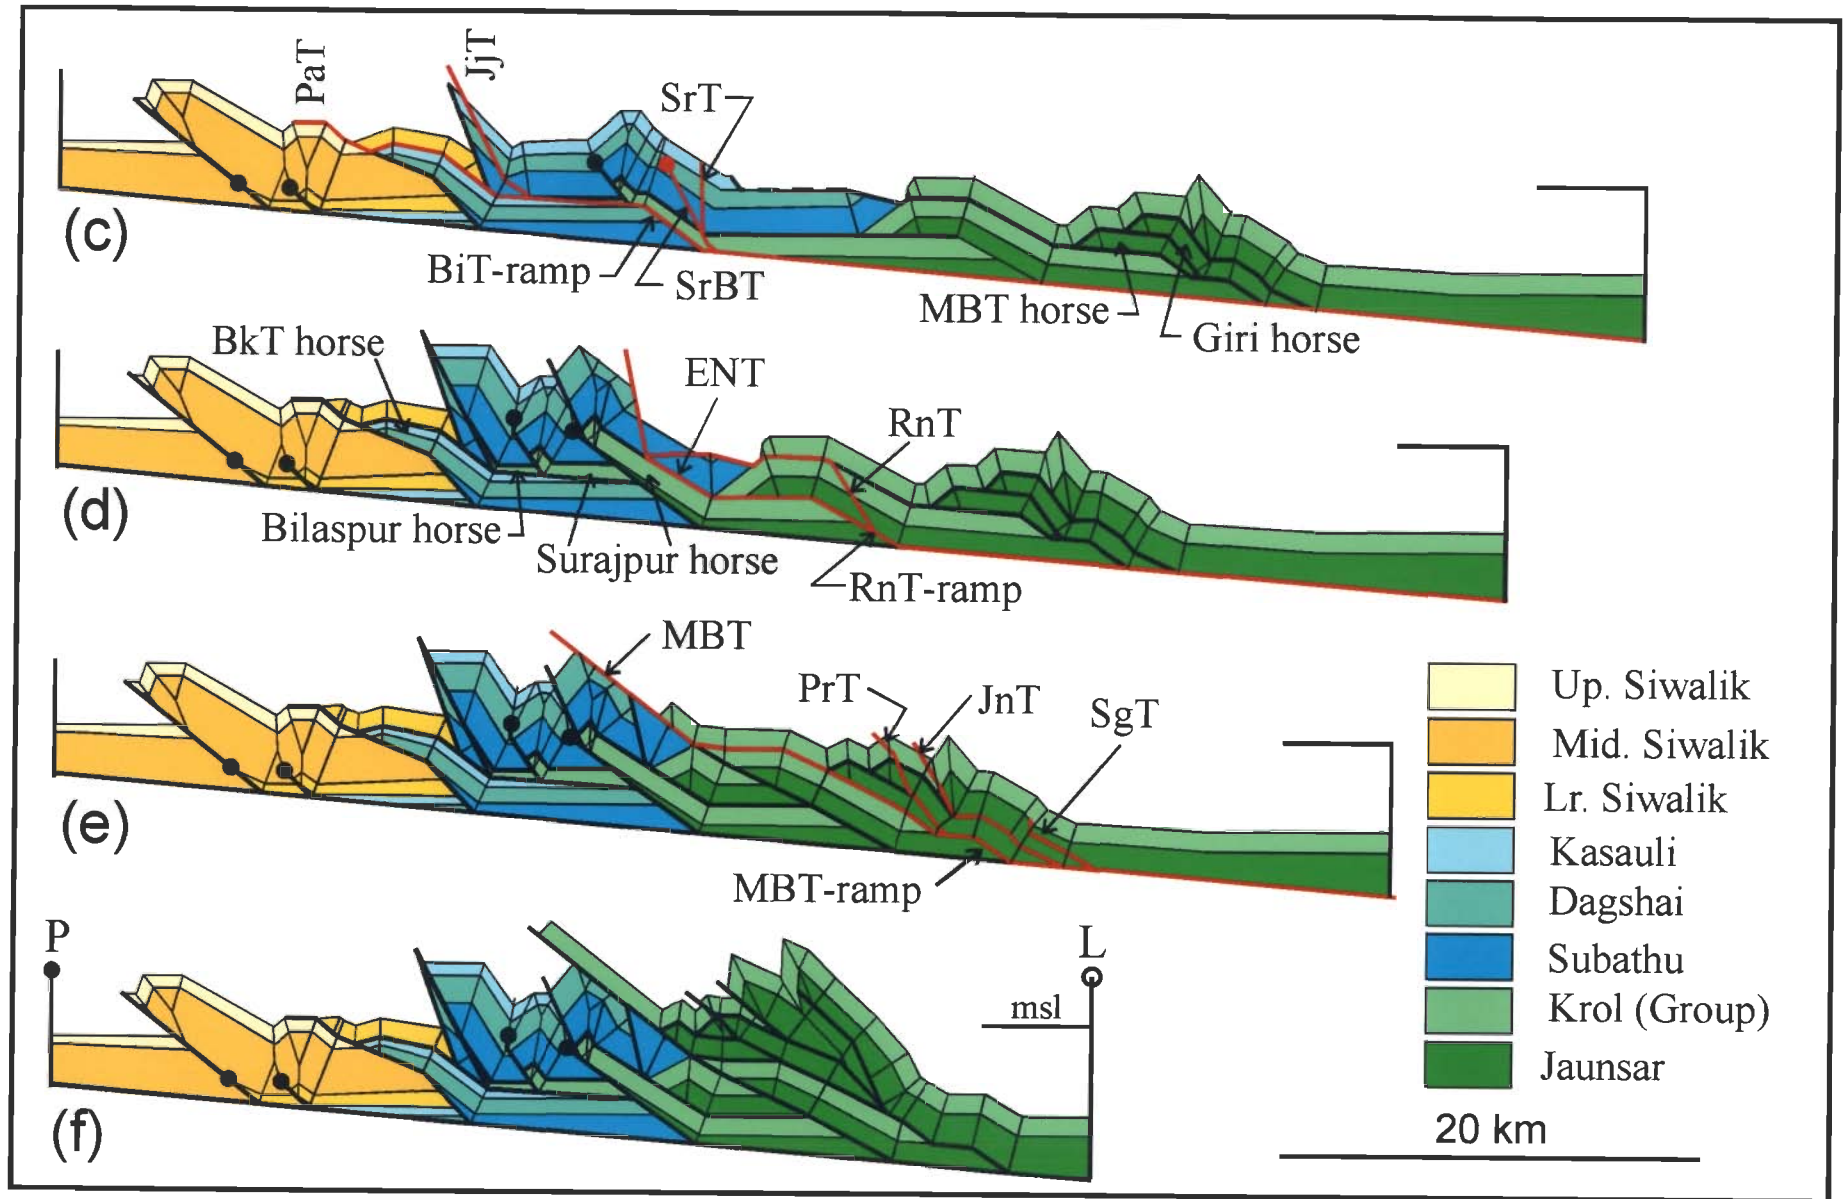 PaT
JjT
SrT
(c)
BiT-ramp
SrBT
MBT horse
Giri horse
BkT horse
ENT
RnT
(d)
Bilaspur horse
Surajpur horse
RnT-ramp
MBT
PrT
JnT
SgT
(e)
MBT-ramp
Up. Siwalik
Mid. Siwalik
Lr. Siwalik
Kasauli
Dagshai
Subathu
Krol (Group)
Jaunsar
P
L
msl
(f)
20 km